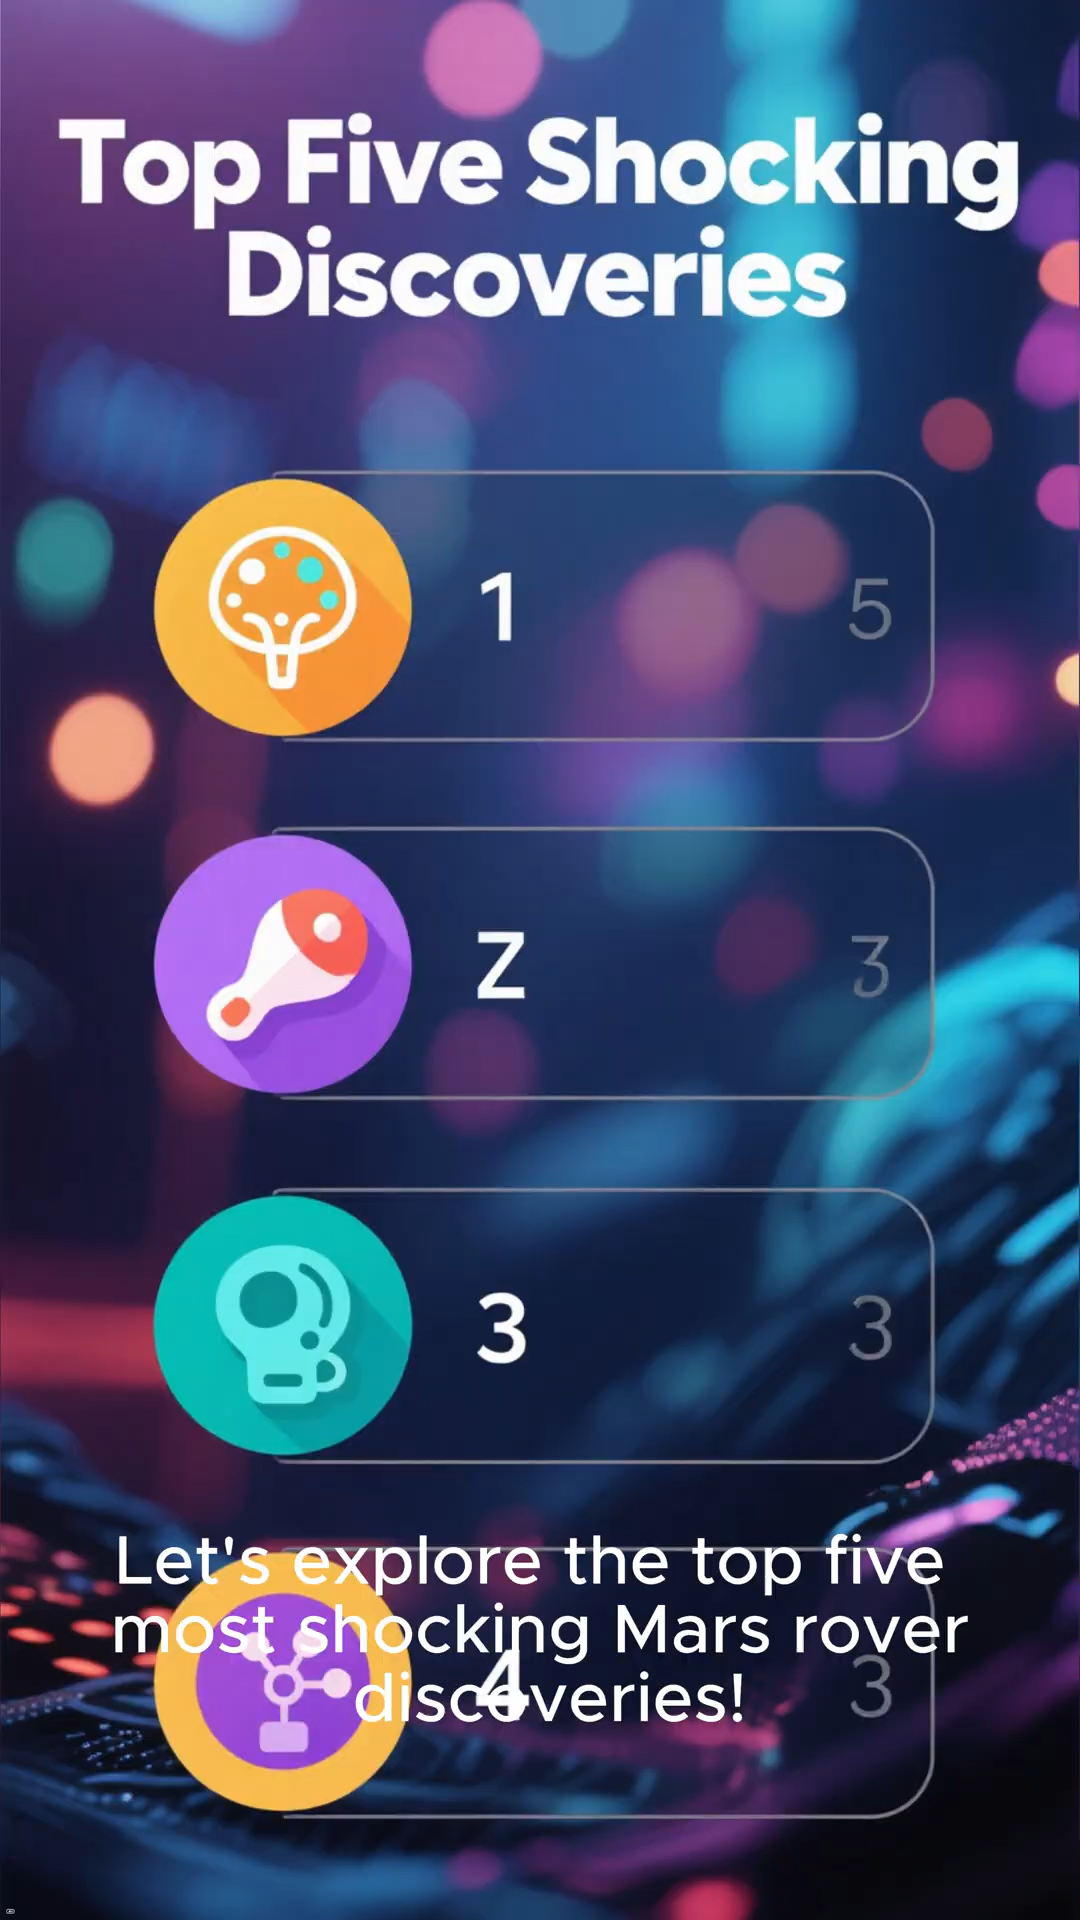 Top Five Shocking
Discoveries
1 5
Z 3
3 3
4 3
Let's explore the top five
most shocking Mars rover
discoveries!